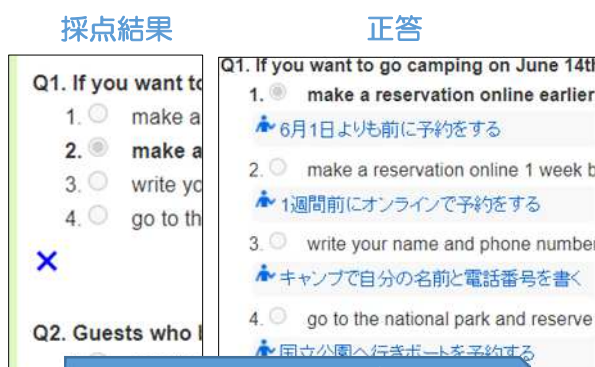 採点結果
正答
Q1. If you want to
1. make a
2. make a
3. write yo
4. go to th
×
Q2. Guests who
Q1. If you want to go camping on June 14th
1. make a reservation online earlier
6月1日よりも前に予約をする
2. make a reservation online 1 week b
1週間前にオンラインで予約をする
3. write your name and phone number
キャンプで自分の名前と電話番号を書く
4. go to the national park and reserve
国立公園へ行きボートを予約する